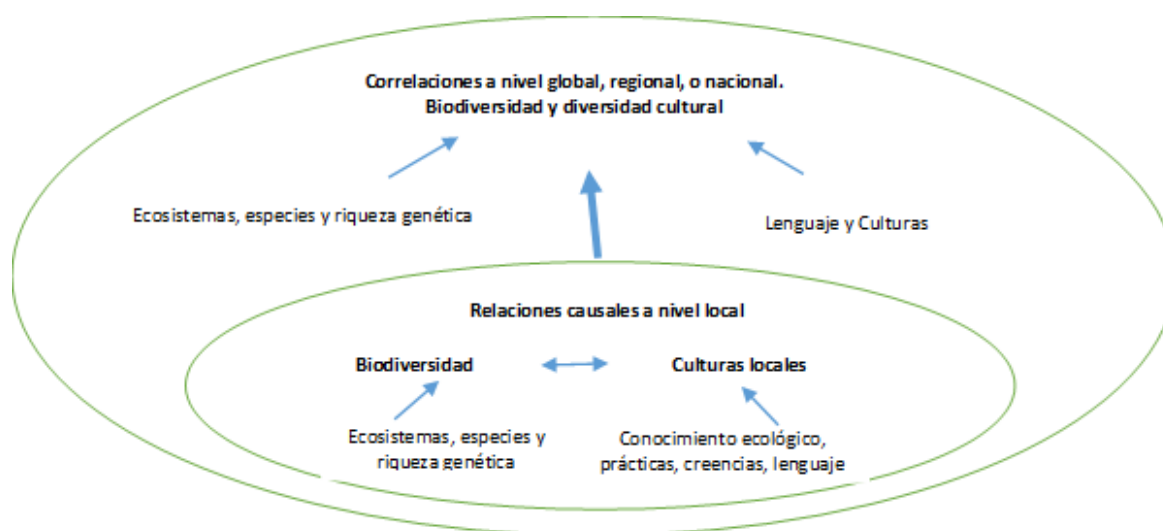 Correlaciones a nivel global, regional, o nacional.
Biodiversidad y diversidad cultural
Ecosistemas, especies y riqueza genética
Lenguaje y Culturas
Relaciones causales a nivel local
Biodiversidad
Culturas locales
Ecosistemas, especies y
riqueza genética
Conocimiento ecológico,
prácticas, creencias, lenguaje